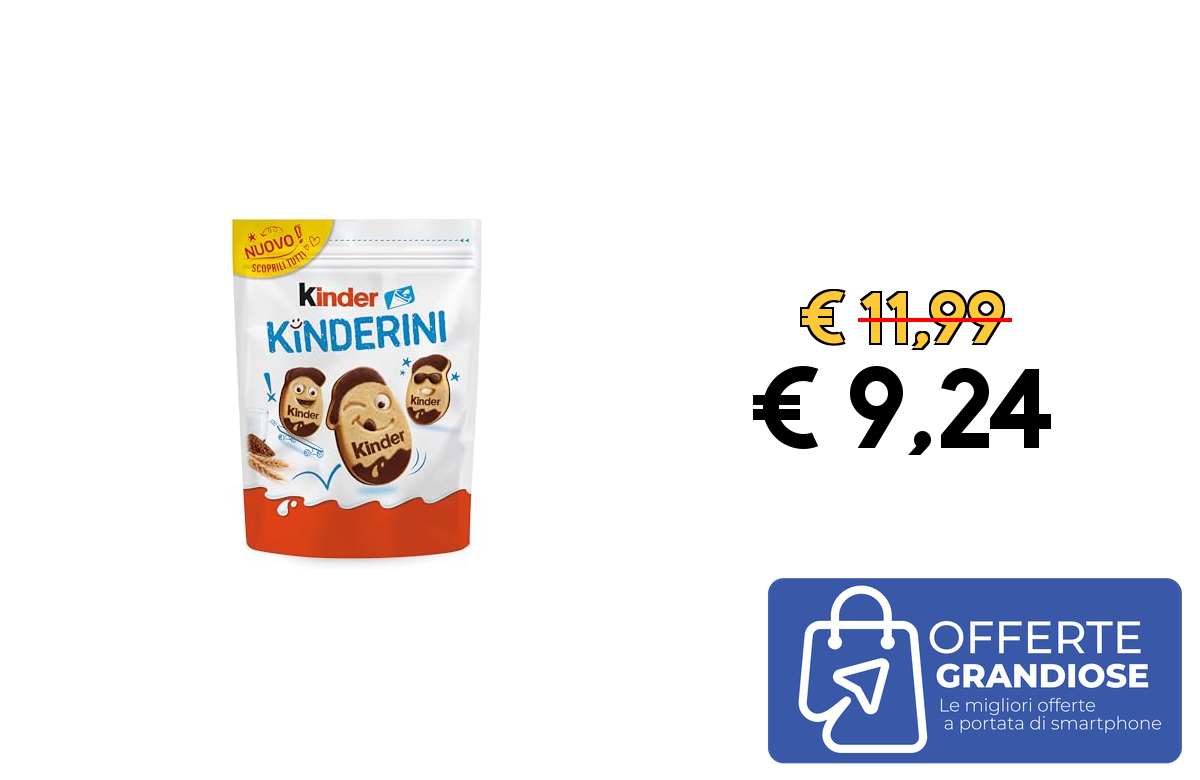 NUOVO!
SCOPRILI TUTTI
Kinder
KiNDERINI
Kinder
Kinder
Kinder
€ 11,99
€ 9,24
OFFERTE
GRANDIOSE
Le migliori offerte
a portata di smartphone